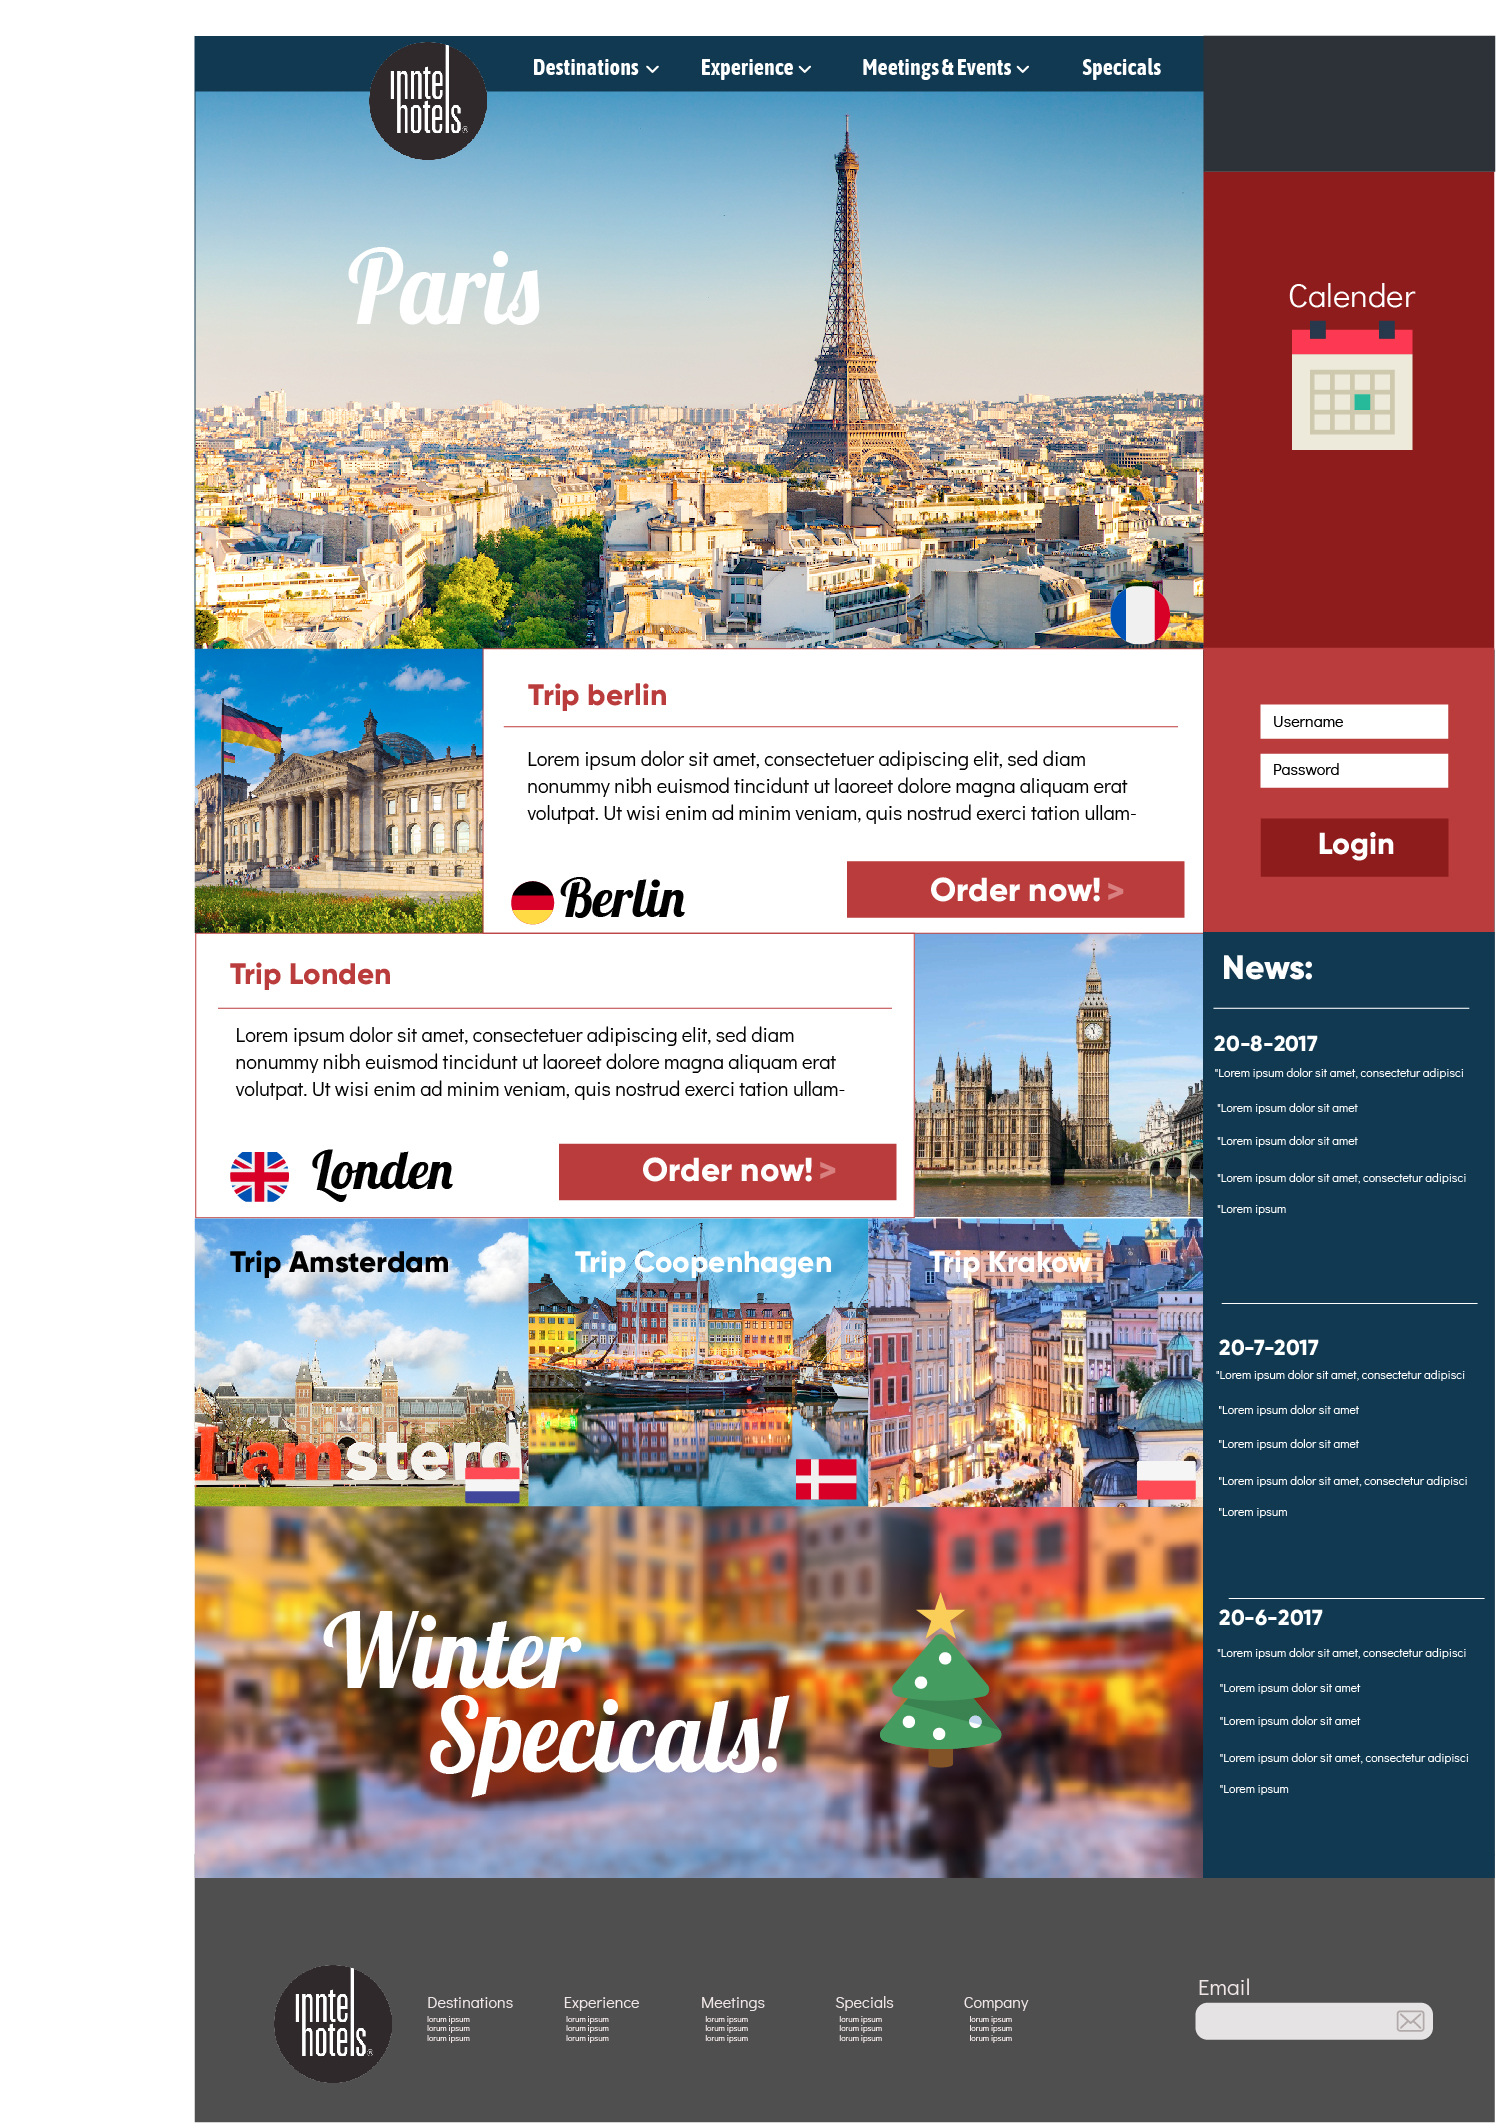 inntel
hotels®
Destinations
Experience
Meetings & Events
Specicals
Paris
Calender
Trip berlin
Lorem ipsum dolor sit amet, consectetuer adipiscing elit, sed diam
nonummy nibh euismod tincidunt ut laoreet dolore magna aliquam erat
volutpat. Ut wisi enim ad minim veniam, quis nostrud exerci tation ullam-
Berlin
Order now! >
Username
Password
Login
Trip Londen
Lorem ipsum dolor sit amet, consectetuer adipiscing elit, sed diam
nonummy nibh euismod tincidunt ut laoreet dolore magna aliquam erat
volutpat. Ut wisi enim ad minim veniam, quis nostrud exerci tation ullam-
Londen
Order now! >
Trip Amsterdam
I amsterd
Trip Coopenhagen
Trip Krakow
Winter
Specicals!
News:
20-8-2017
"Lorem ipsum dolor sit amet, consectetur adipisci
"Lorem ipsum dolor sit amet
"Lorem ipsum dolor sit amet
"Lorem ipsum dolor sit amet, consectetur adipisci
"Lorem ipsum
20-7-2017
"Lorem ipsum dolor sit amet, consectetur adipisci
"Lorem ipsum dolor sit amet
"Lorem ipsum dolor sit amet
"Lorem ipsum dolor sit amet, consectetur adipisci
"Lorem ipsum
20-6-2017
"Lorem ipsum dolor sit amet, consectetur adipisci
"Lorem ipsum dolor sit amet
"Lorem ipsum dolor sit amet
"Lorem ipsum dolor sit amet, consectetur adipisci
"Lorem ipsum
inntel
hotels®
Destinations
lorum ipsum
lorum ipsum
lorum ipsum
Experience
lorum ipsum
lorum ipsum
lorum ipsum
Meetings
lorum ipsum
lorum ipsum
lorum ipsum
Specials
lorum ipsum
lorum ipsum
lorum ipsum
Company
lorum ipsum
lorum ipsum
lorum ipsum
Email